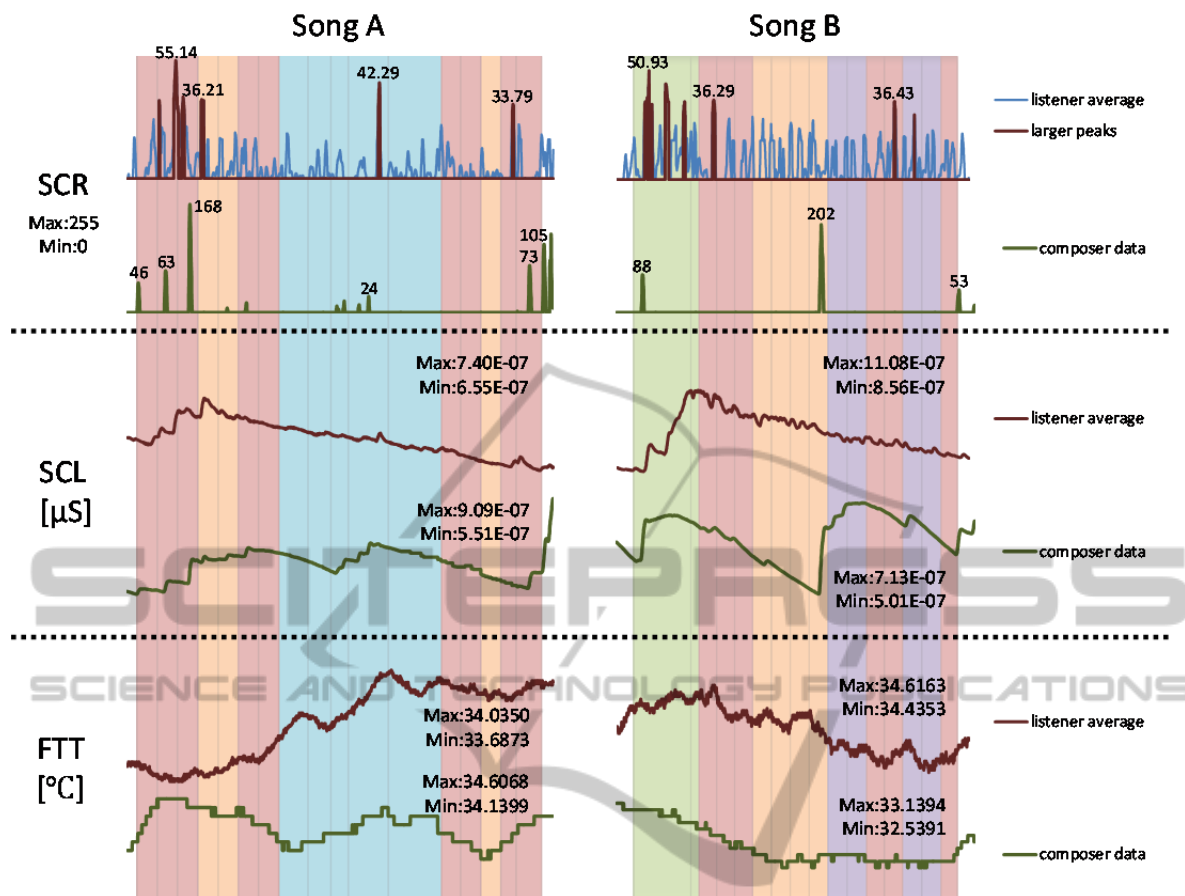 Song A
Song B
55.14
36.21
42.29
33.79
50.93
36.29
36.43
listener average
larger peaks
SCR
Max:255
Min:0
46
63
168
24
73
105
88
202
53
composer data
Max:7.40E-07
Min:6.55E-07
Max:11.08E-07
Min:8.56E-07
listener average
SCL
[μS]
Max:9.09E-07
Min:5.51E-07
Max:7.13E-07
Min:5.01E-07
composer data
SCITEPRESS
SCIENCE AND TECHNOLOGY PUBLICATIONS
FTT
[°C]
Max:34.0350
Min:33.6873
Max:34.6163
Min:34.4353
listener average
Max:34.6068
Min:34.1399
Max:33.1394
Min:32.5391
composer data